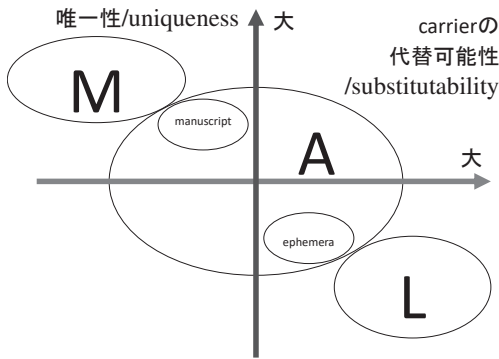 唯一性/uniqueness
大
carrierの
代替可能性
/substitutability
M
manuscript
A
大
ephemera
L